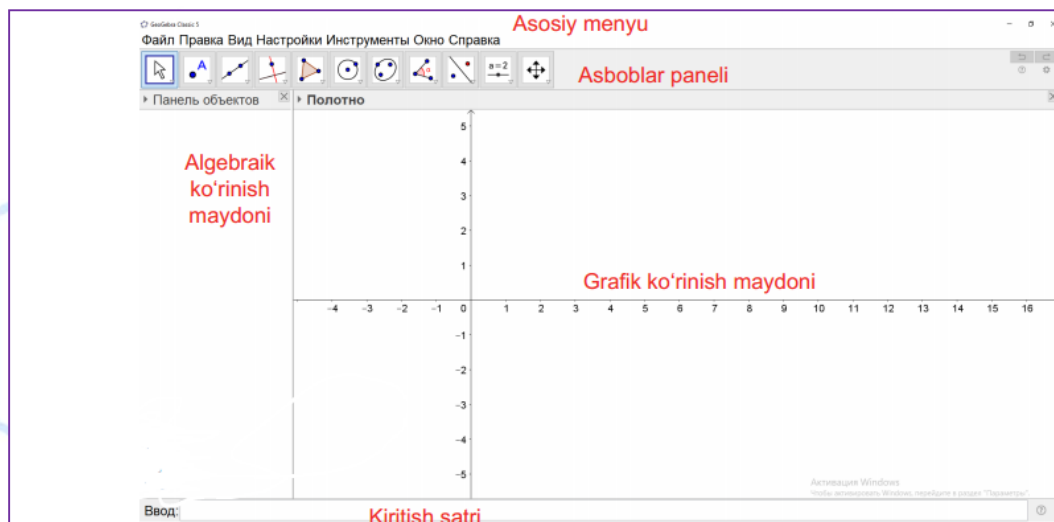 GeoGebra Classic 5
Asosiy menyu
Файл Правка Вид Настройки Инструменты Окно Справка
A
a=2
Asboblar paneli
Панель объектов
Полотно
Algebraik
ko‘rinish
maydoni
5
4
3
2
1
Grafik ko‘rinish maydoni
−4 −3 −2 −1 0 1 2 3 4 5 6 7 8 9 10 11 12 13 14 15 16
−1
−2
−3
−4
−5
Активация Windows
Чтобы активировать Windows, перейдите в раздел "Параметры".
Ввод:
Kiritish satri